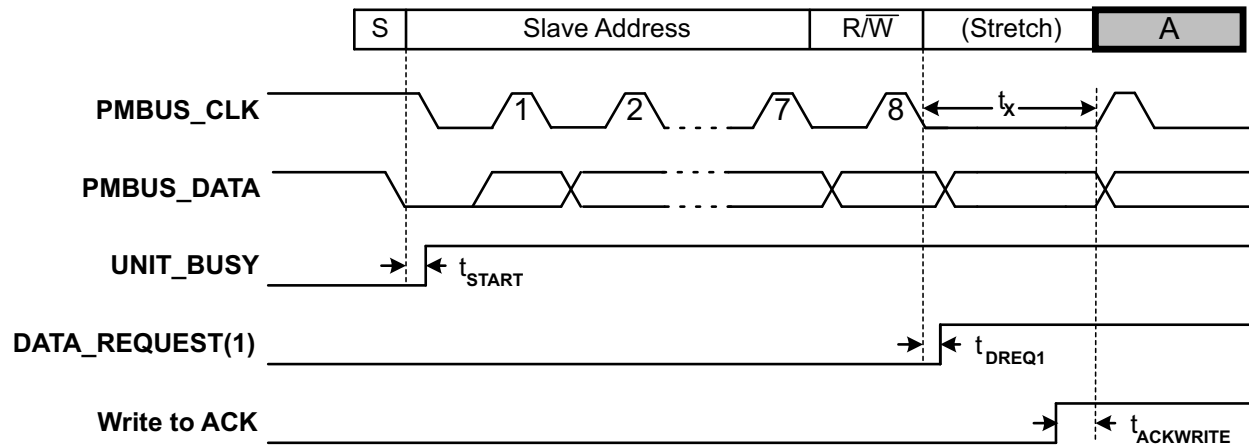 S Slave Address R/W̅ (Stretch) A
PMBUS_CLK 1 2 7 8 tx
PMBUS_DATA
UNIT_BUSY tSTART
DATA_REQUEST(1) tDREQ1
Write to ACK tACKWRITE